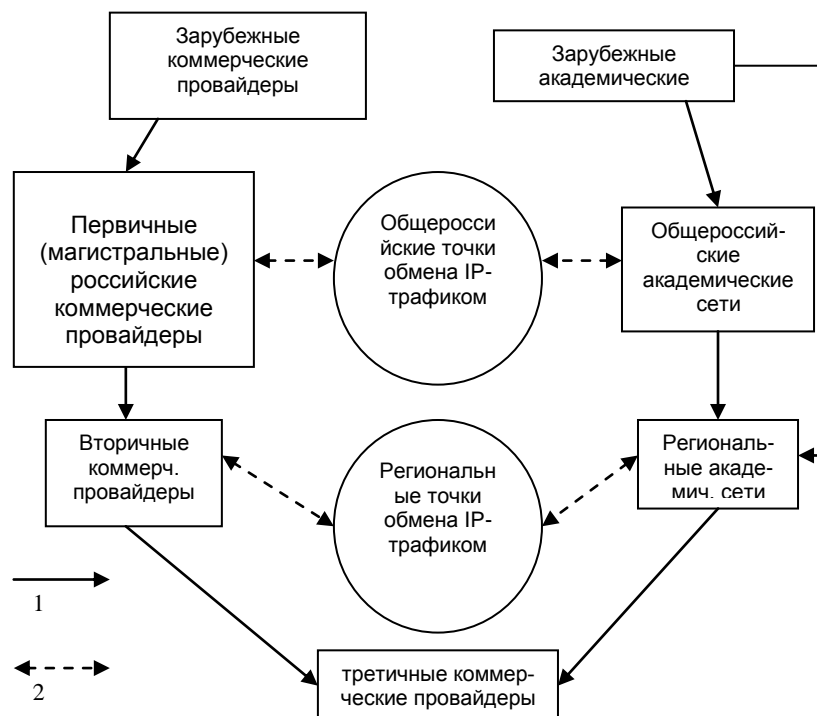 Зарубежные
коммерческие
провайдеры
Зарубежные
академические
Первичные
(магистральные)
российские
коммерческие
провайдеры
Общеросси
йские точки
обмена IP-
трафиком
Общероссий-
ские
академические
сети
Вторичные
коммерч.
провайдеры
Региональн
ые точки
обмена IP-
трафиком
Региональ-
ные акаде-
мич. сети
1
2
третичные коммер-
ческие провайдеры